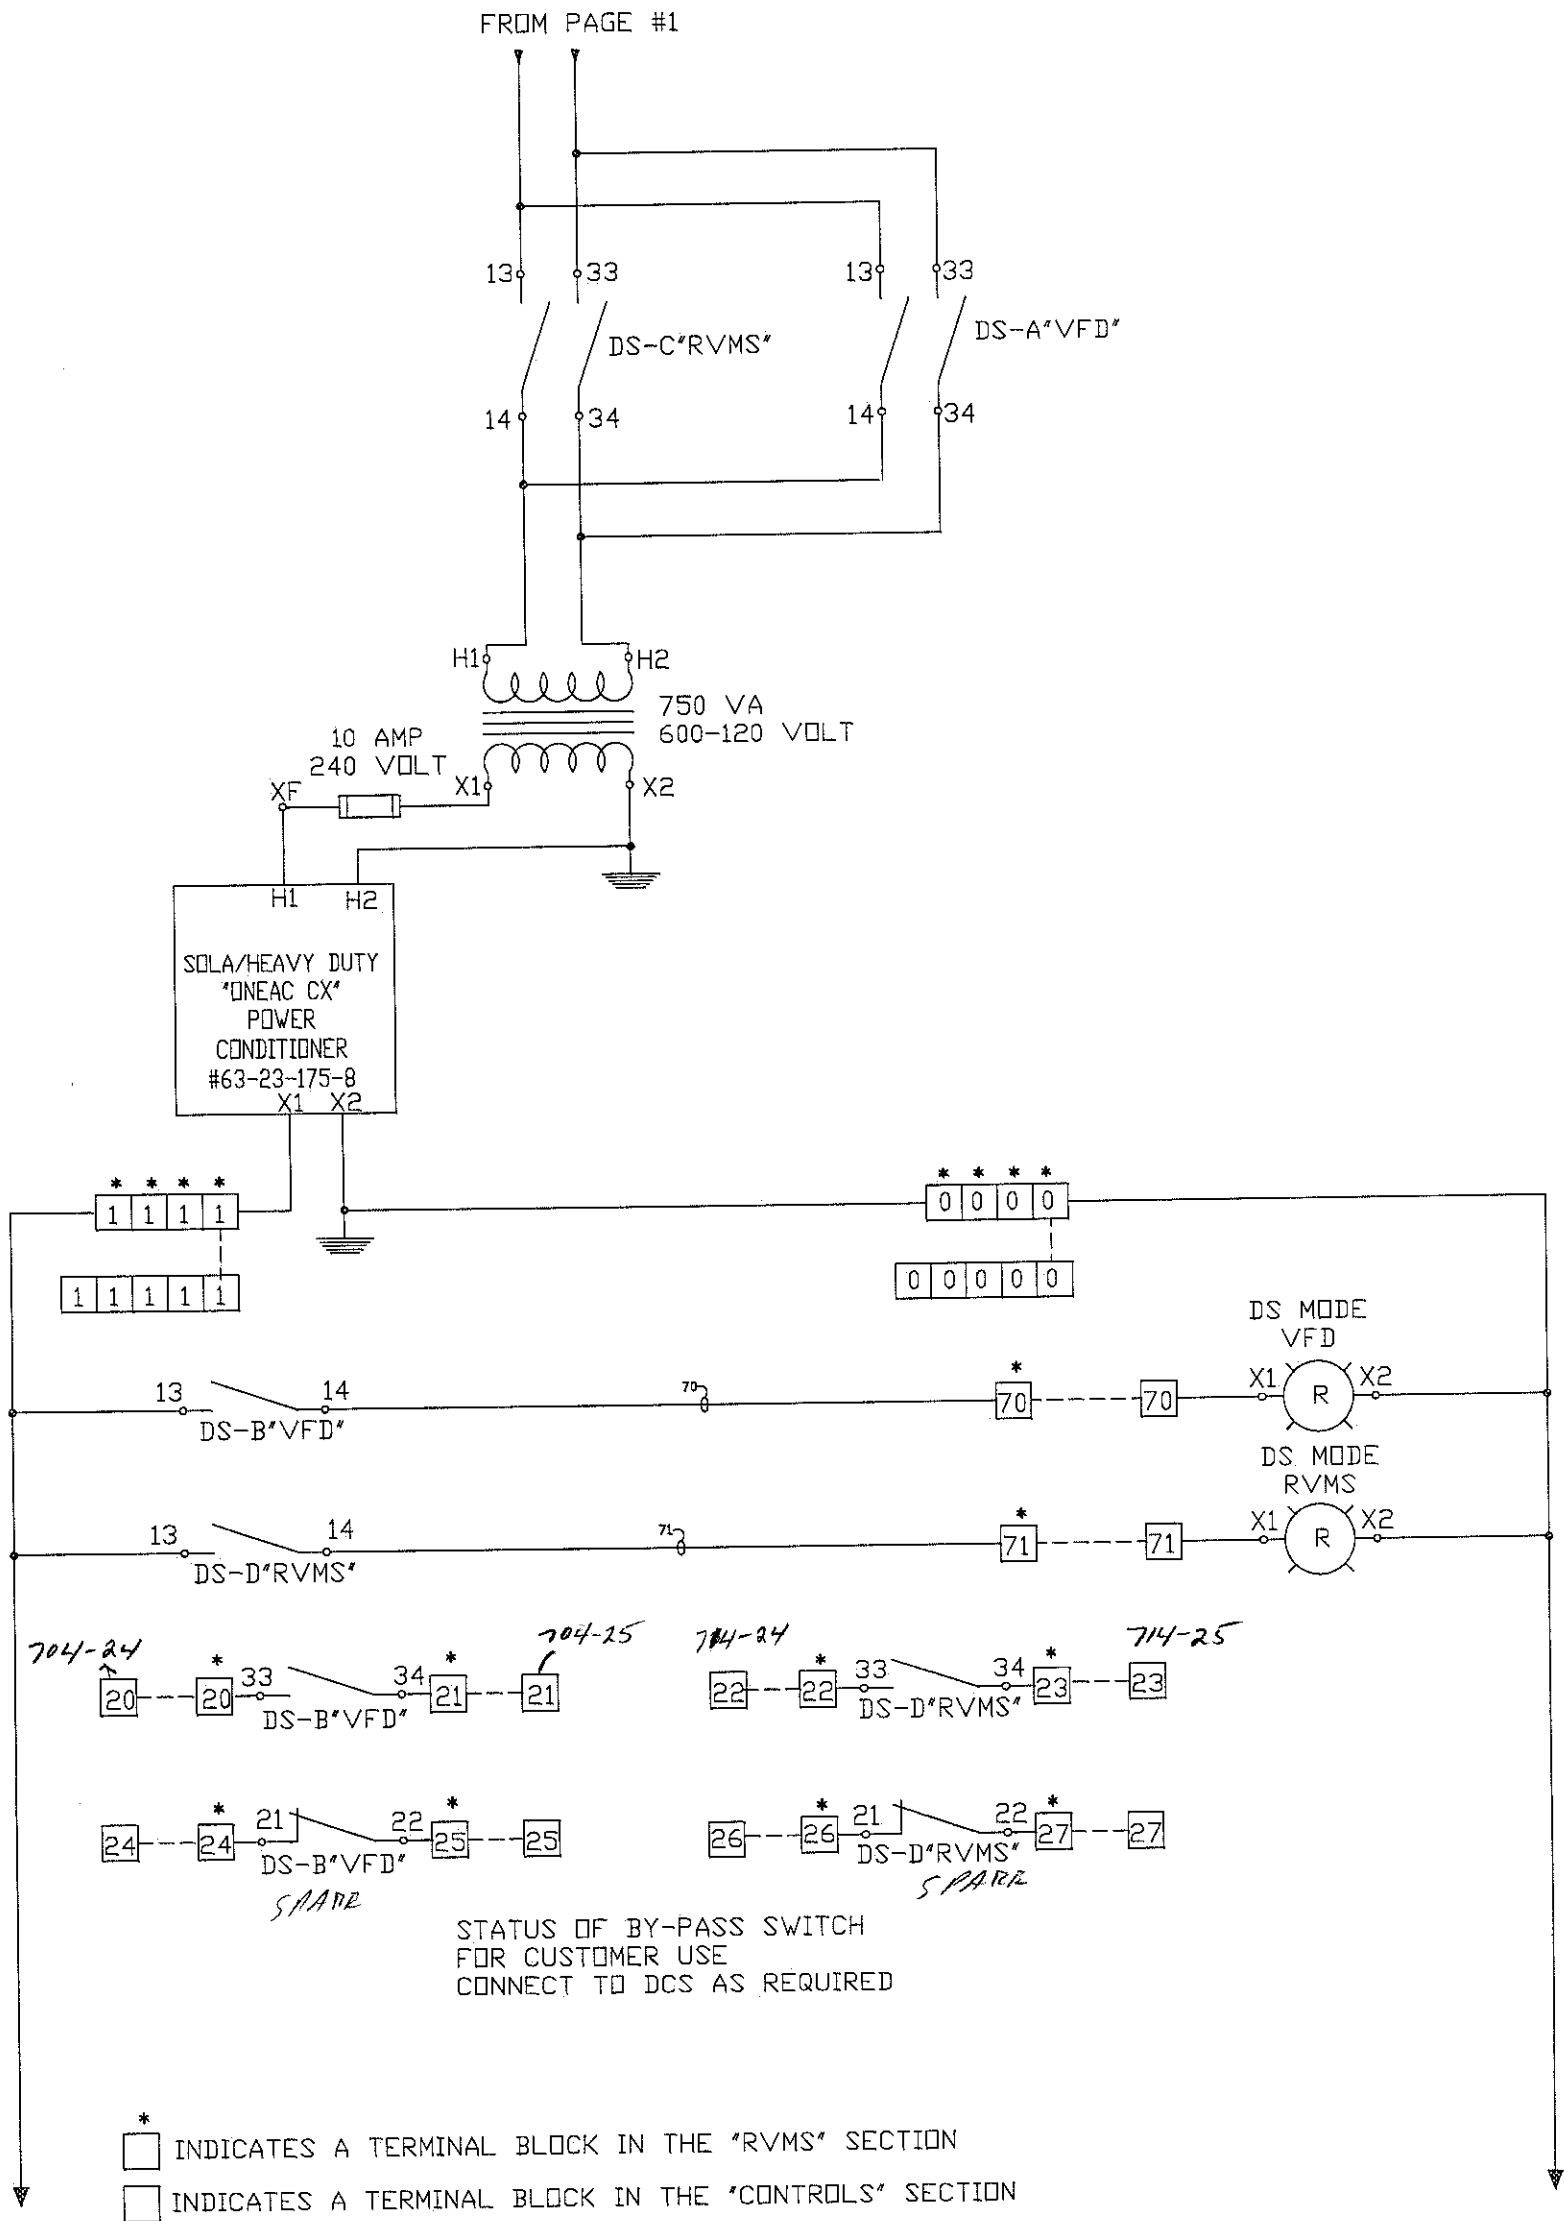 FROM PAGE #1
13 33 13 33
DS-C"RVMS" DS-A"VFD"
14 34 14 34
H1 H2
750 VA
600-120 VOLT
10 AMP
240 VOLT
XF X1 X2
H1 H2
SOLA/HEAVY DUTY
"ONEAC CX"
POWER
CONDITIONER
#63-23-175-8
X1 X2
* * * * * * * *
1 1 1 1 0 0 0 0
1 1 1 1 1 0 0 0 0 0
DS MODE
VFD
13 14 70 * 70 70 X1 R X2
DS-B"VFD"
DS MODE
RVMS
13 14 71 * 71 71 X1 R X2
DS-D"RVMS"
704-24 704-25 714-24 714-25
20 * 20 33 34 * 21 21 22 * 22 33 34 * 23 23
DS-B"VFD" DS-D"RVMS"
24 * 24 21 22 * 25 25 26 * 26 21 22 * 27 27
DS-B"VFD" DS-D"RVMS"
SPARE SPARE
STATUS OF BY-PASS SWITCH
FOR CUSTOMER USE
CONNECT TO DCS AS REQUIRED
* INDICATES A TERMINAL BLOCK IN THE "RVMS" SECTION
INDICATES A TERMINAL BLOCK IN THE "CONTROLS" SECTION